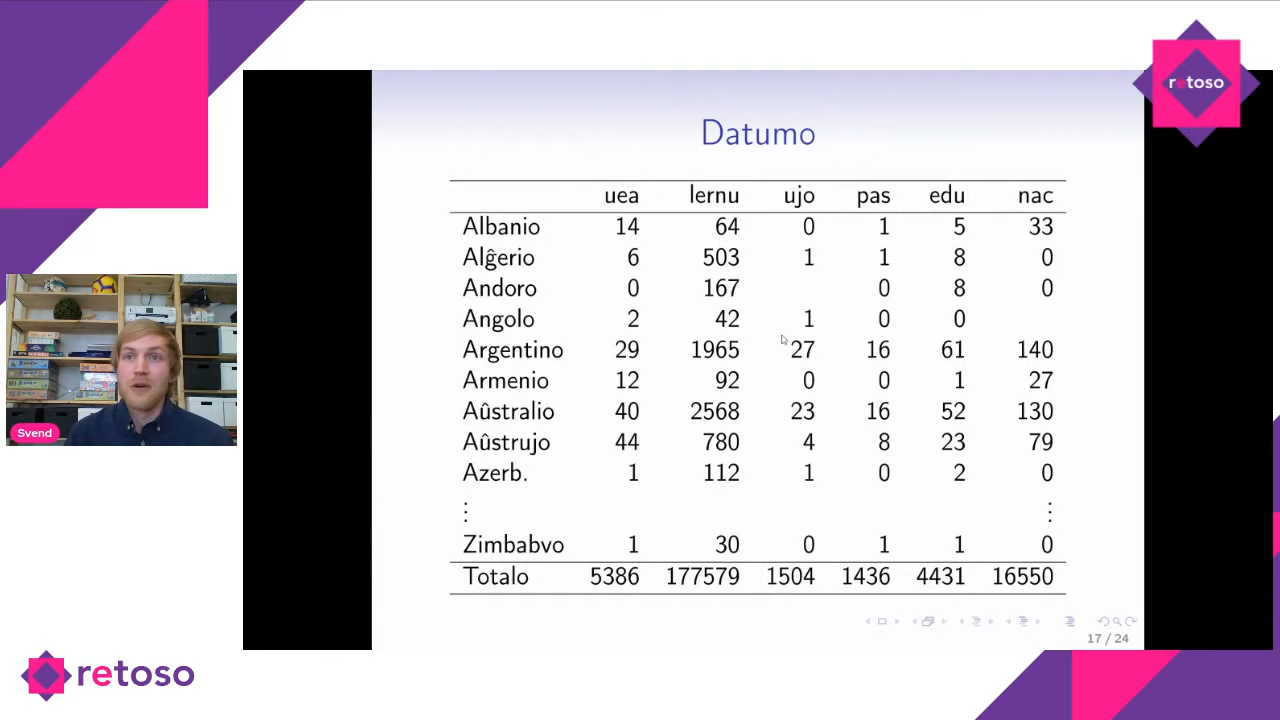 retoso
Datumo
uea lernu ujo pas edu nac
Albanio 14 64 0 1 5 33
Alĝerio 6 503 1 1 8 0
Andoro 0 167 0 8 0
Angolo 2 42 1 0 0
Argentino 29 1965 27 16 61 140
Armenio 12 92 0 0 1 27
Aûstralio 40 2568 23 16 52 130
Aûstrujo 44 780 4 8 23 79
Azerb. 1 112 1 0 2 0
⋮ ⋮
Zimbabvo 1 30 0 1 1 0
Totalo 5386 177579 1504 1436 4431 16550
17 / 24
Svend
retoso